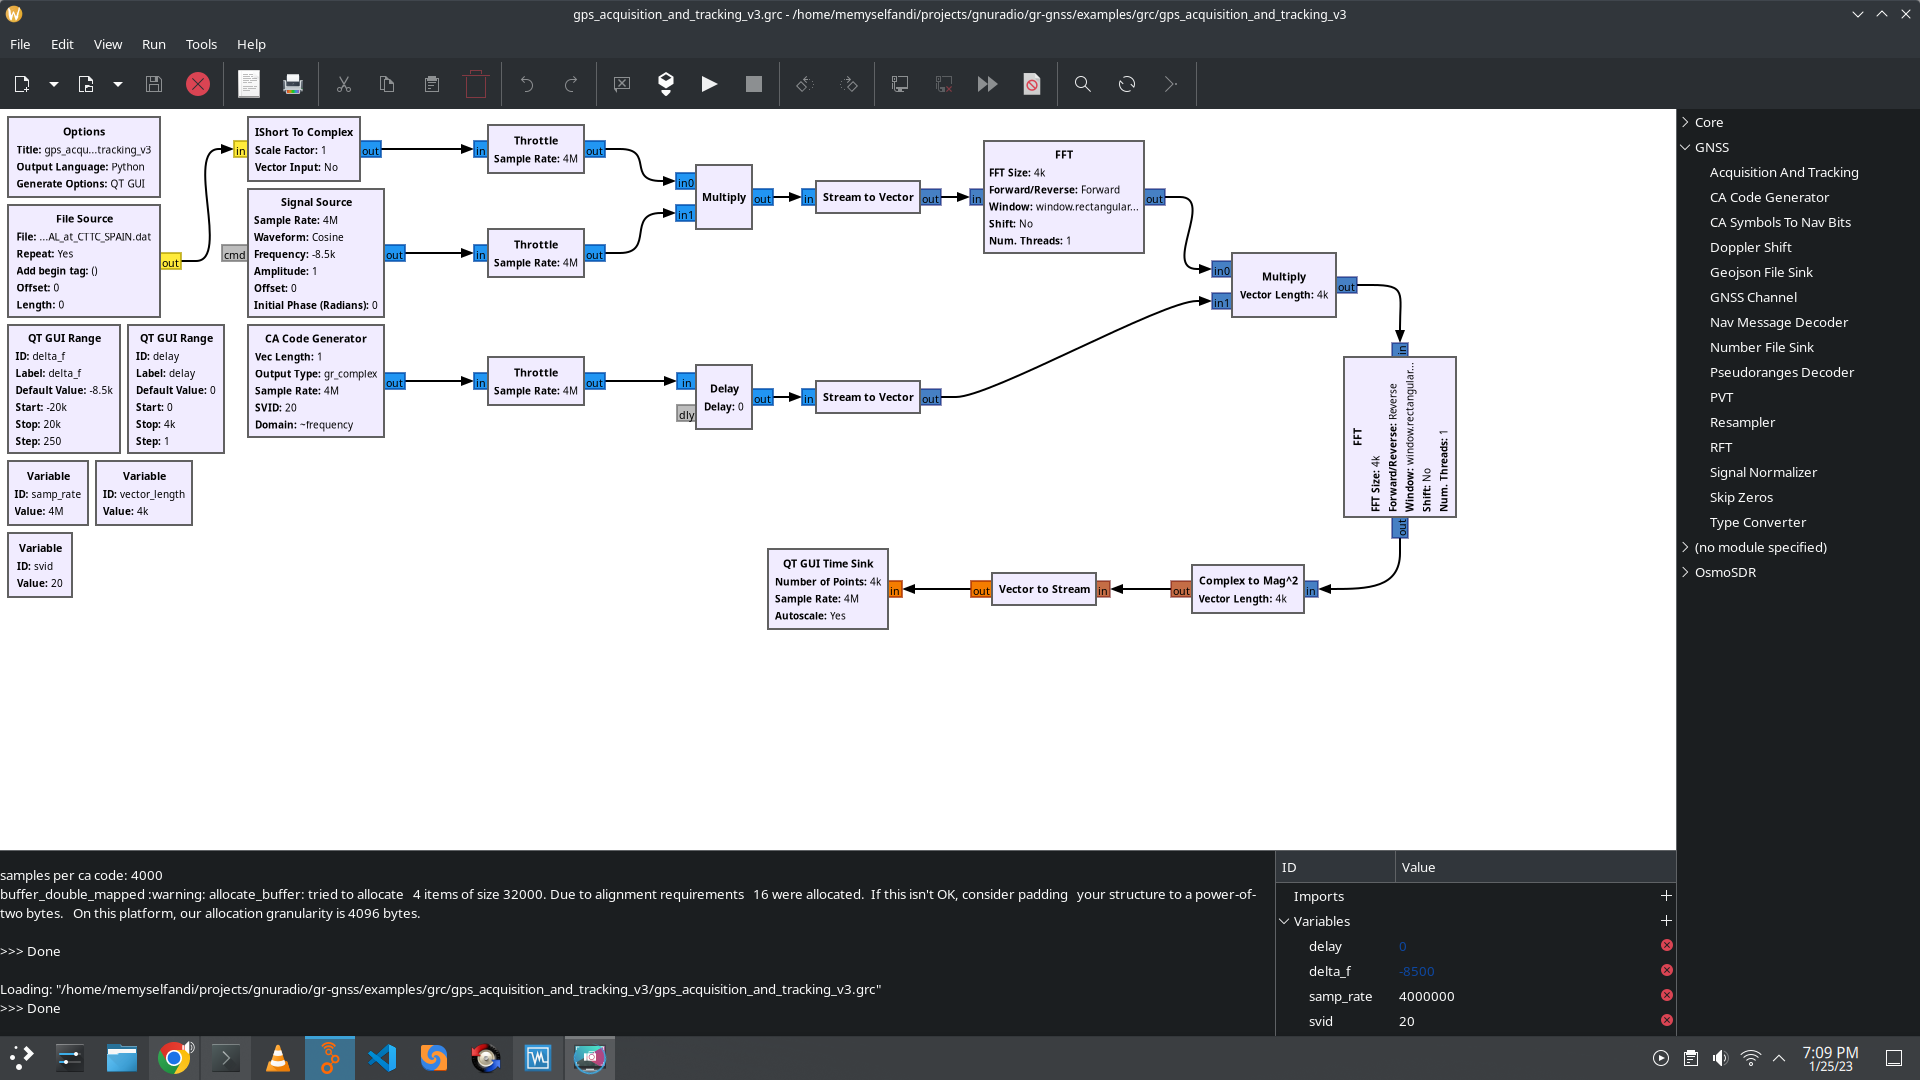 gps_acquisition_and_tracking_v3.grc - /home/memyselfandi/projects/gnuradio/gr-gnss/examples/grc/gps_acquisition_and_tracking_v3
File Edit View Run Tools Help
Options
Title: gps_acqu...tracking_v3
Output Language: Python
Generate Options: QT GUI
File Source
File: ...AL_at_CTTC_SPAIN.dat
Repeat: Yes
Add begin tag: ()
Offset: 0
Length: 0
out
QT GUI Range
ID: delta_f
Label: delta_f
Default Value: -8.5k
Start: -20k
Stop: 20k
Step: 250
QT GUI Range
ID: delay
Label: delay
Default Value: 0
Start: 0
Stop: 4k
Step: 1
Variable
ID: samp_rate
Value: 4M
Variable
ID: vector_length
Value: 4k
Variable
ID: svid
Value: 20
in
IShort To Complex
Scale Factor: 1
Vector Input: No
out
cmd
Signal Source
Sample Rate: 4M
Waveform: Cosine
Frequency: -8.5k
Amplitude: 1
Offset: 0
Initial Phase (Radians): 0
out
CA Code Generator
Vec Length: 1
Output Type: gr_complex
Sample Rate: 4M
SVID: 20
Domain: ~frequency
out
in
Throttle
Sample Rate: 4M
out
in
Throttle
Sample Rate: 4M
out
in
Throttle
Sample Rate: 4M
out
in0
in1
Multiply
out
in
dly
Delay
Delay: 0
out
in
Stream to Vector
out
in
Stream to Vector
out
in
FFT
FFT Size: 4k
Forward/Reverse: Forward
Window: window.rectangular...
Shift: No
Num. Threads: 1
out
in0
in1
Multiply
Vector Length: 4k
out
in
FFT
FFT Size: 4k
Forward/Reverse: Reverse
Window: window.rectangular...
Shift: No
Num. Threads: 1
out
in
Complex to Mag^2
Vector Length: 4k
out
in
Vector to Stream
out
in
QT GUI Time Sink
Number of Points: 4k
Sample Rate: 4M
Autoscale: Yes
Core
GNSS
Acquisition And Tracking
CA Code Generator
CA Symbols To Nav Bits
Doppler Shift
Geojson File Sink
GNSS Channel
Nav Message Decoder
Number File Sink
Pseudoranges Decoder
PVT
Resampler
RFT
Signal Normalizer
Skip Zeros
Type Converter
(no module specified)
OsmoSDR
samples per ca code: 4000
buffer_double_mapped :warning: allocate_buffer: tried to allocate   4 items of size 32000. Due to alignment requirements   16 were allocated.  If this isn't OK, consider padding   your structure to a power-of-
two bytes.   On this platform, our allocation granularity is 4096 bytes.
>>> Done
Loading: "/home/memyselfandi/projects/gnuradio/gr-gnss/examples/grc/gps_acquisition_and_tracking_v3/gps_acquisition_and_tracking_v3.grc"
>>> Done
ID Value
Imports
Variables
delay 0
delta_f -8500
samp_rate 4000000
svid 20
7:09 PM
1/25/23